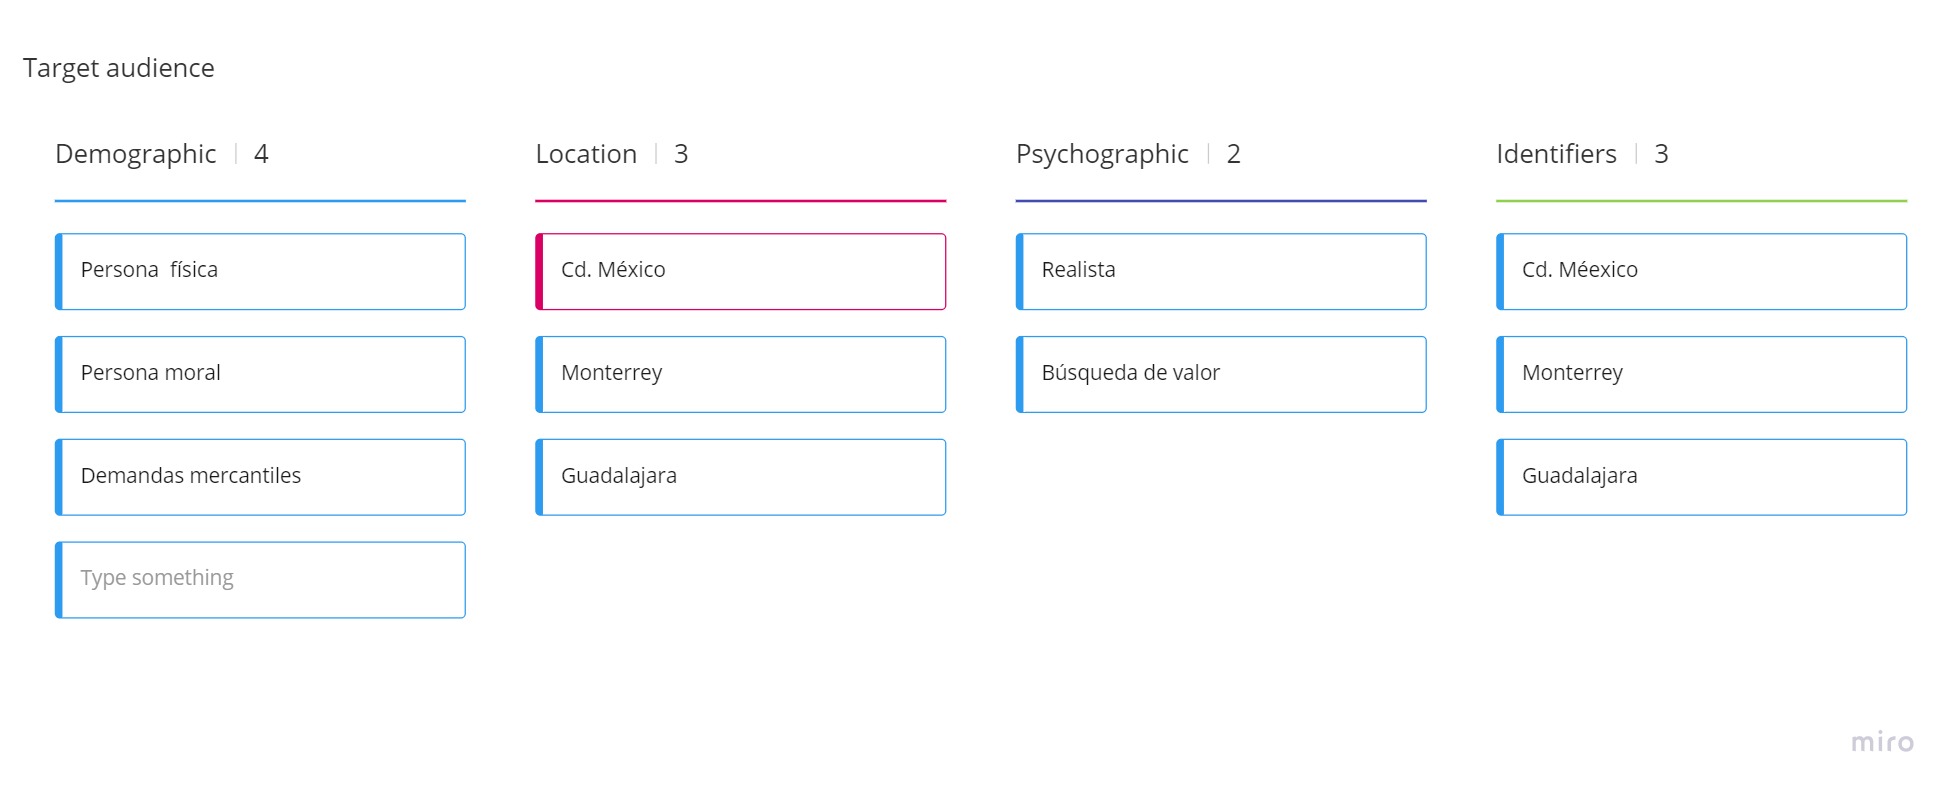 Target audience
Demographic | 4
Persona física
Persona moral
Demandas mercantiles
Type something
Location | 3
Cd. México
Monterrey
Guadalajara
Psychographic | 2
Realista
Búsqueda de valor
Identifiers | 3
Cd. Méexico
Monterrey
Guadalajara
miro